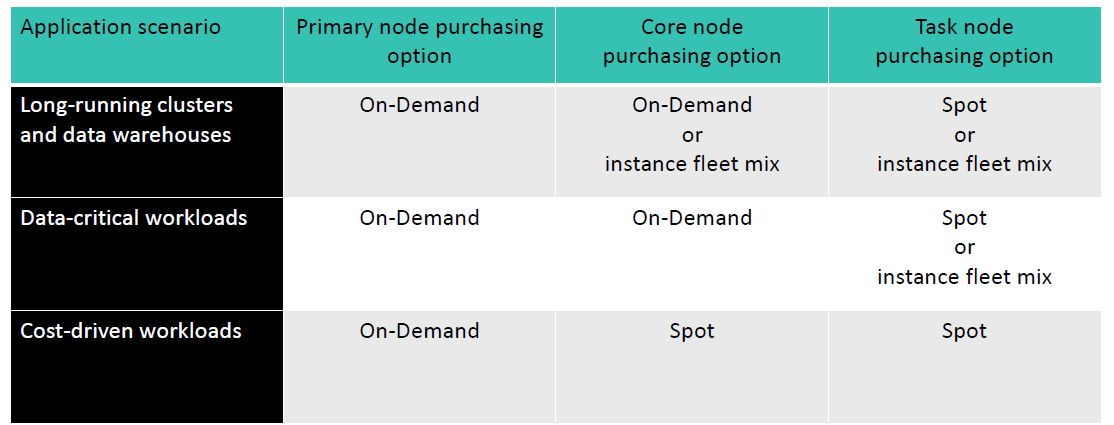 Application scenario
Primary node purchasing
option
Core node
purchasing option
Task node
purchasing option
Long-running clusters
and data warehouses
On-Demand
On-Demand
or
instance fleet mix
Spot
or
instance fleet mix
Data-critical workloads
On-Demand
On-Demand
Spot
or
instance fleet mix
Cost-driven workloads
On-Demand
Spot
Spot